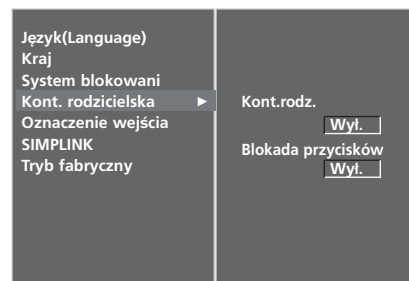 Język(Language)
Kraj
System blokowani
Kont. rodzicielska ►
Oznaczenie wejścia
SIMPLINK
Tryb fabryczny
Kont.rodz.
Wył.
Blokada przycisków
Wył.